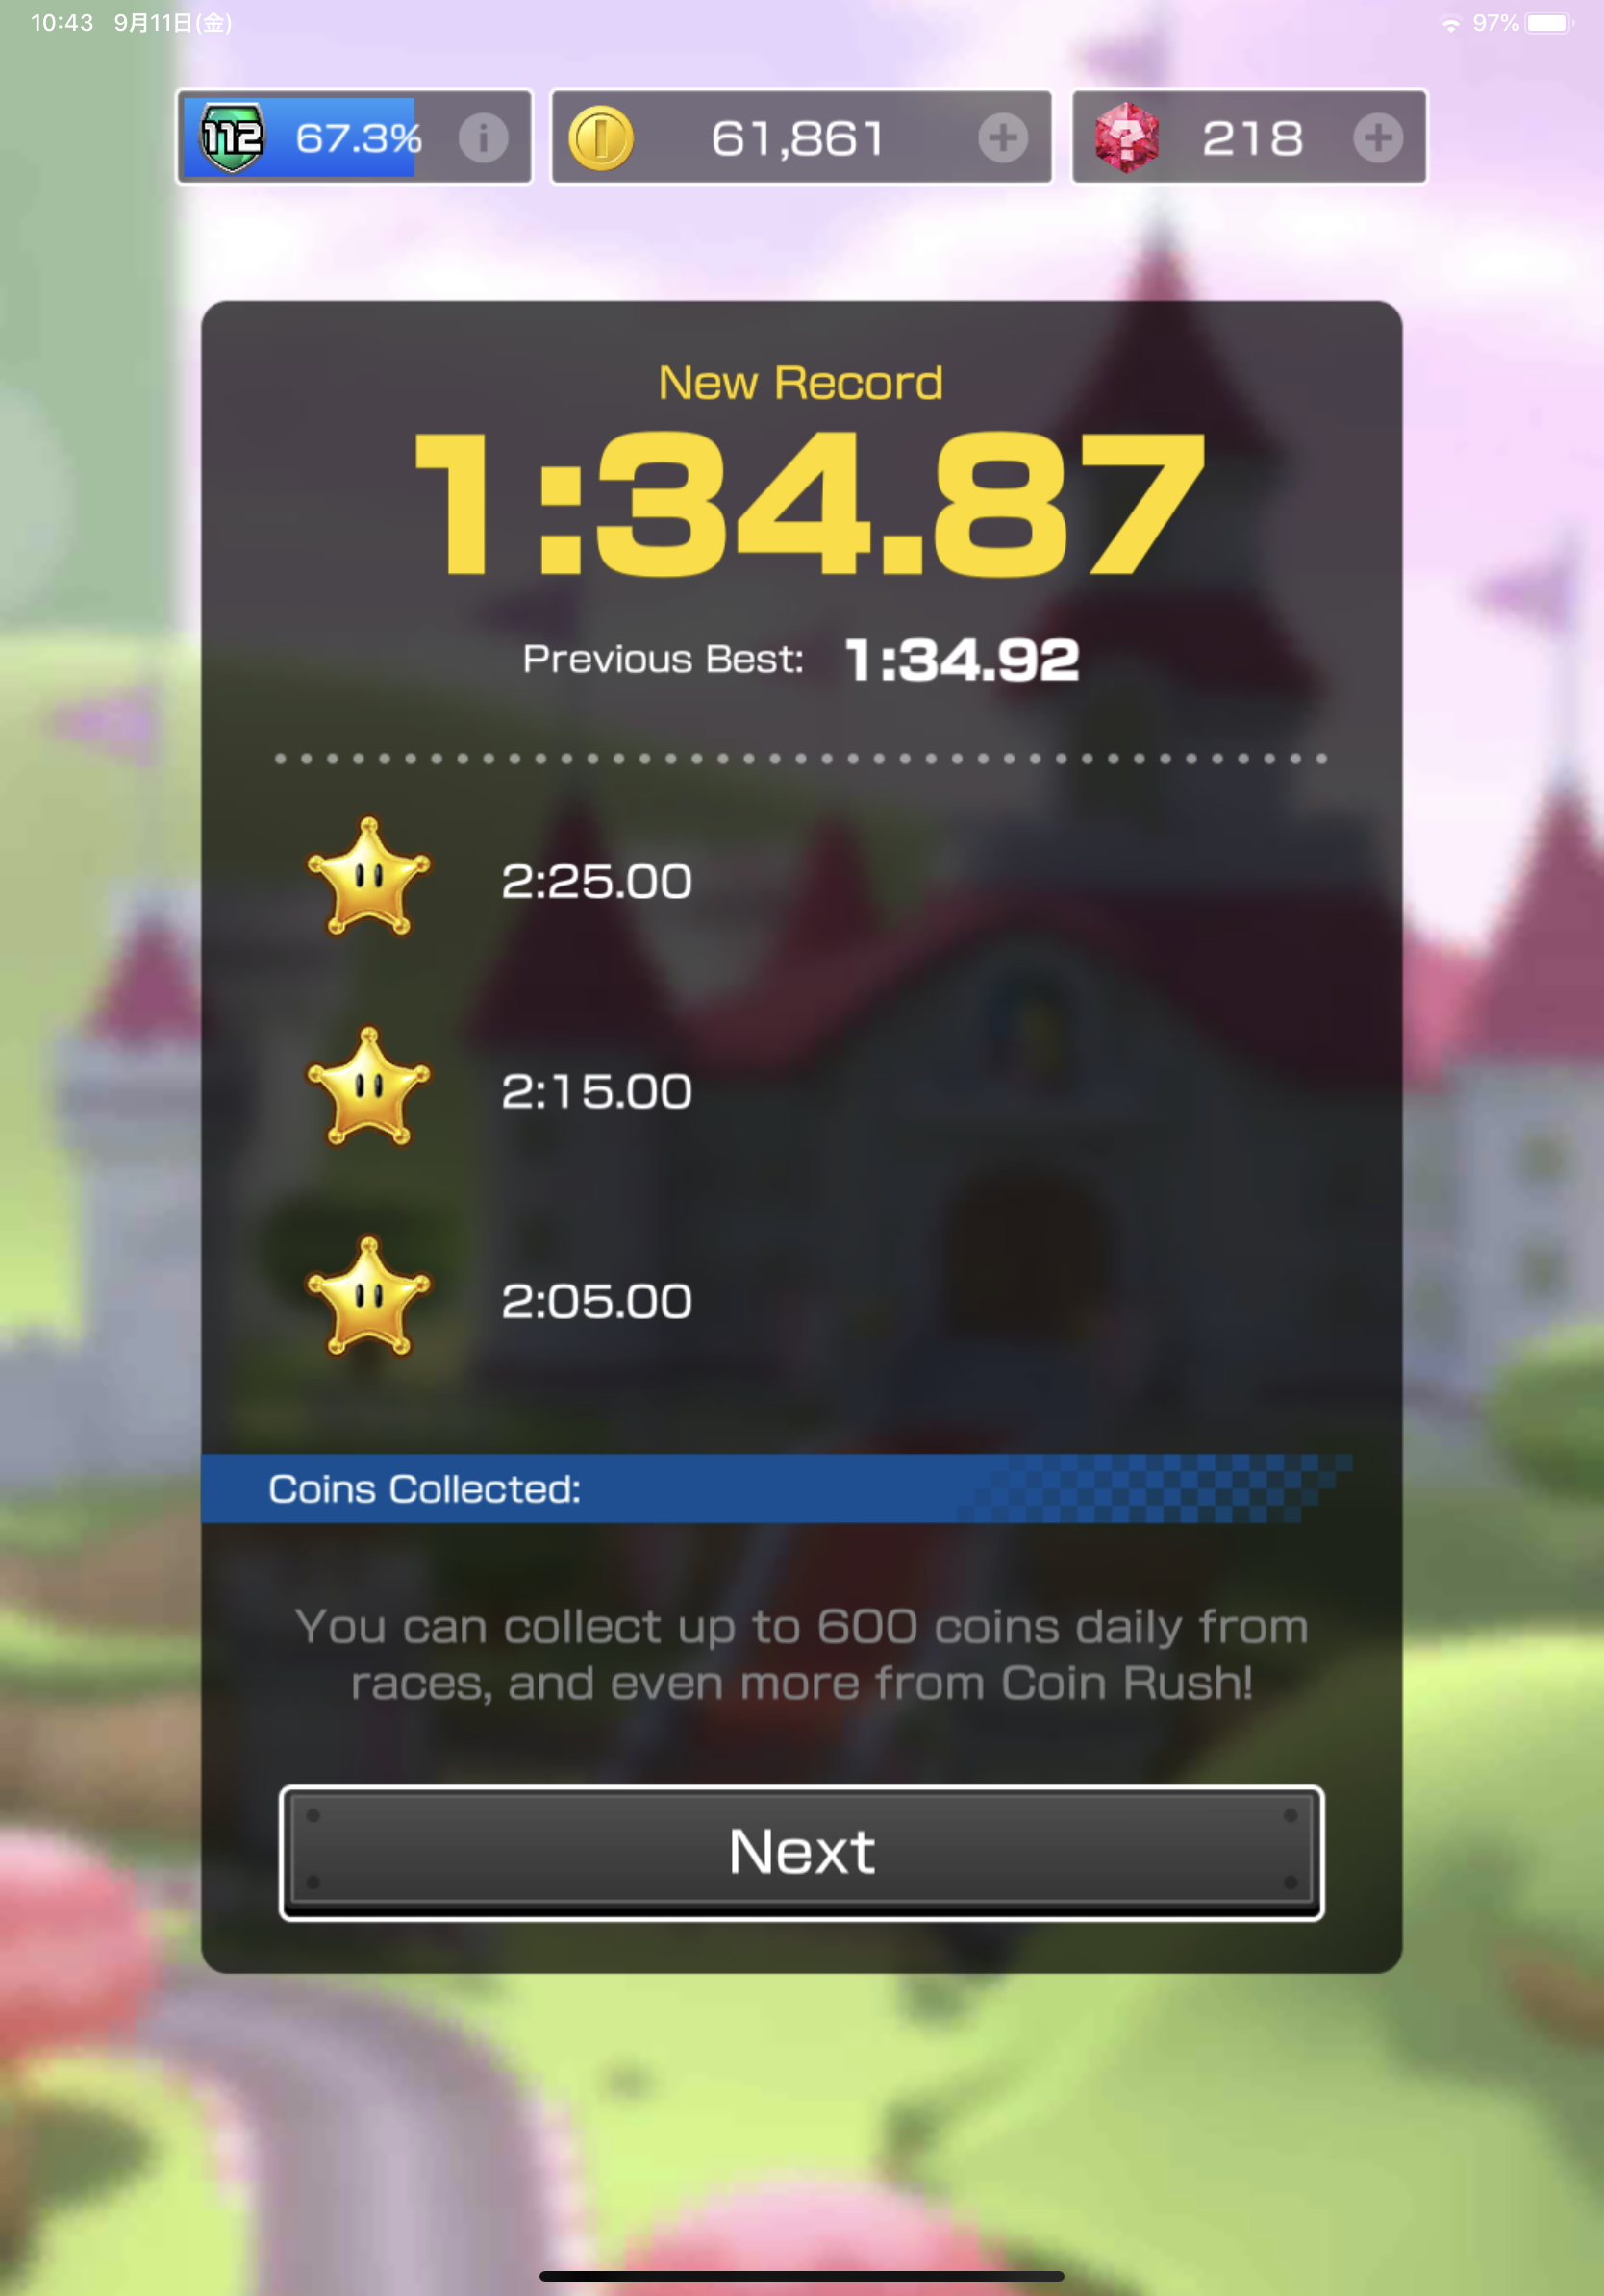 10:43 9月11日(金)
97%
112 67.3% i
61,861 +
? 218 +
New Record
1:34.87
Previous Best: 1:34.92
2:25.00
2:15.00
2:05.00
Coins Collected:
You can collect up to 600 coins daily from
races, and even more from Coin Rush!
Next